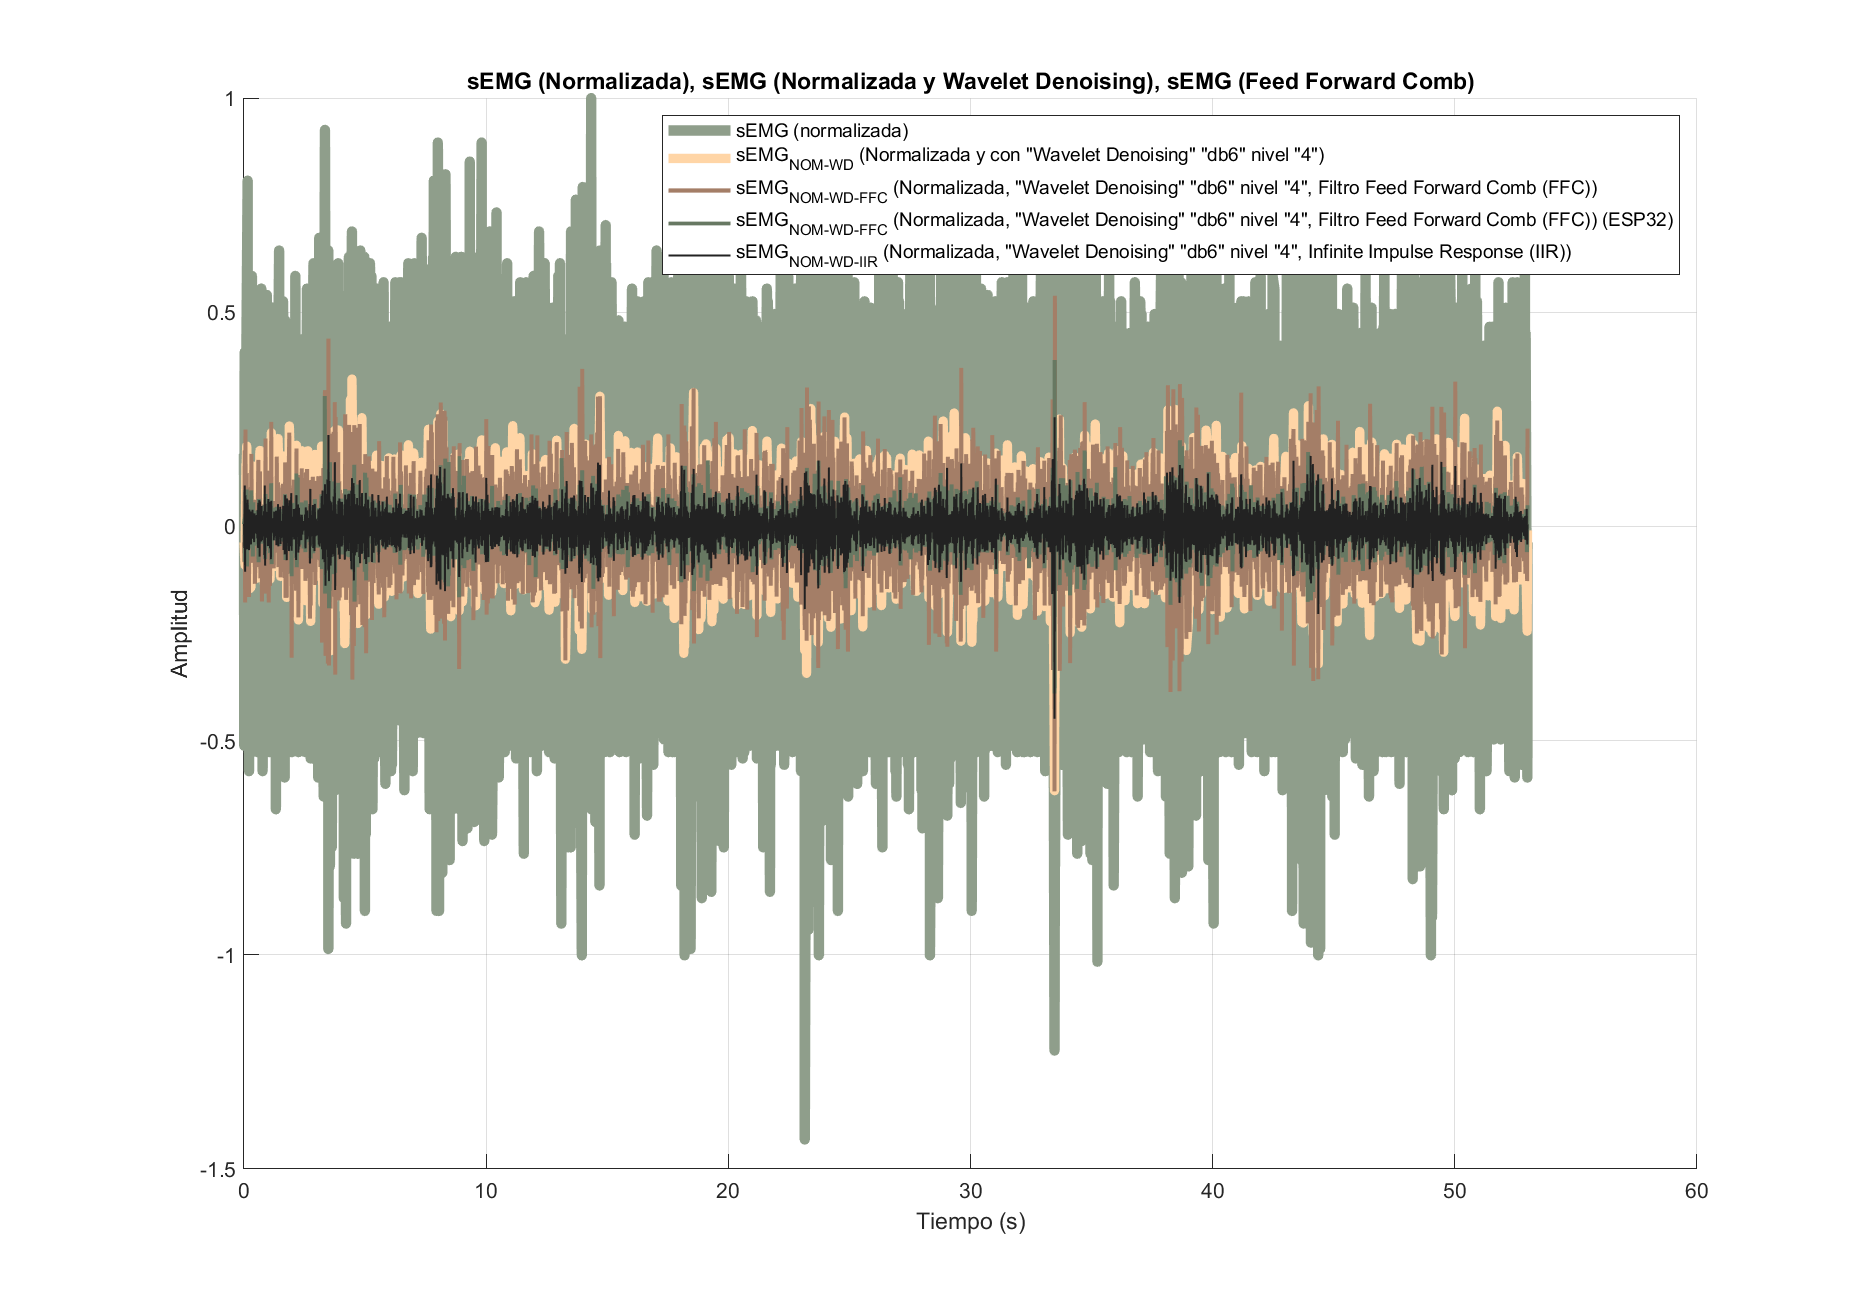 sEMG (Normalizada), sEMG (Normalizada y Wavelet Denoising), sEMG (Feed Forward Comb)
sEMG (normalizada)
sEMG_NOM-WD (Normalizada y con "Wavelet Denoising" "db6" nivel "4")
sEMG_NOM-WD-FFC (Normalizada, "Wavelet Denoising" "db6" nivel "4", Filtro Feed Forward Comb (FFC))
sEMG_NOM-WD-FFC (Normalizada, "Wavelet Denoising" "db6" nivel "4", Filtro Feed Forward Comb (FFC)) (ESP32)
sEMG_NOM-WD-IIR (Normalizada, "Wavelet Denoising" "db6" nivel "4", Infinite Impulse Response (IIR))
1
0.5
0
-0.5
-1
-1.5
Amplitud
0 10 20 30 40 50 60
Tiempo (s)